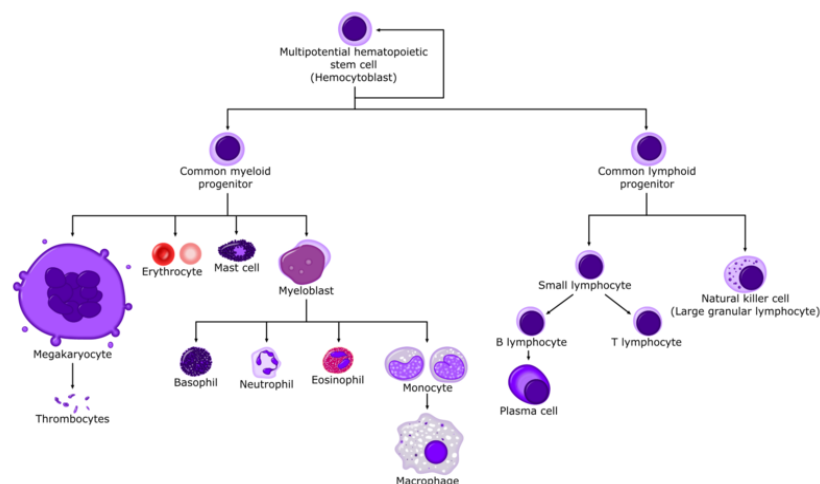 Multipotential hematopoietic
stem cell
(Hemocytoblast)
Common myeloid
progenitor
Common lymphoid
progenitor
Erythrocyte
Mast cell
Myeloblast
Small lymphocyte
Natural killer cell
(Large granular lymphocyte)
Megakaryocyte
B lymphocyte
T lymphocyte
Basophil
Neutrophil
Eosinophil
Monocyte
Thrombocytes
Plasma cell
Macrophage